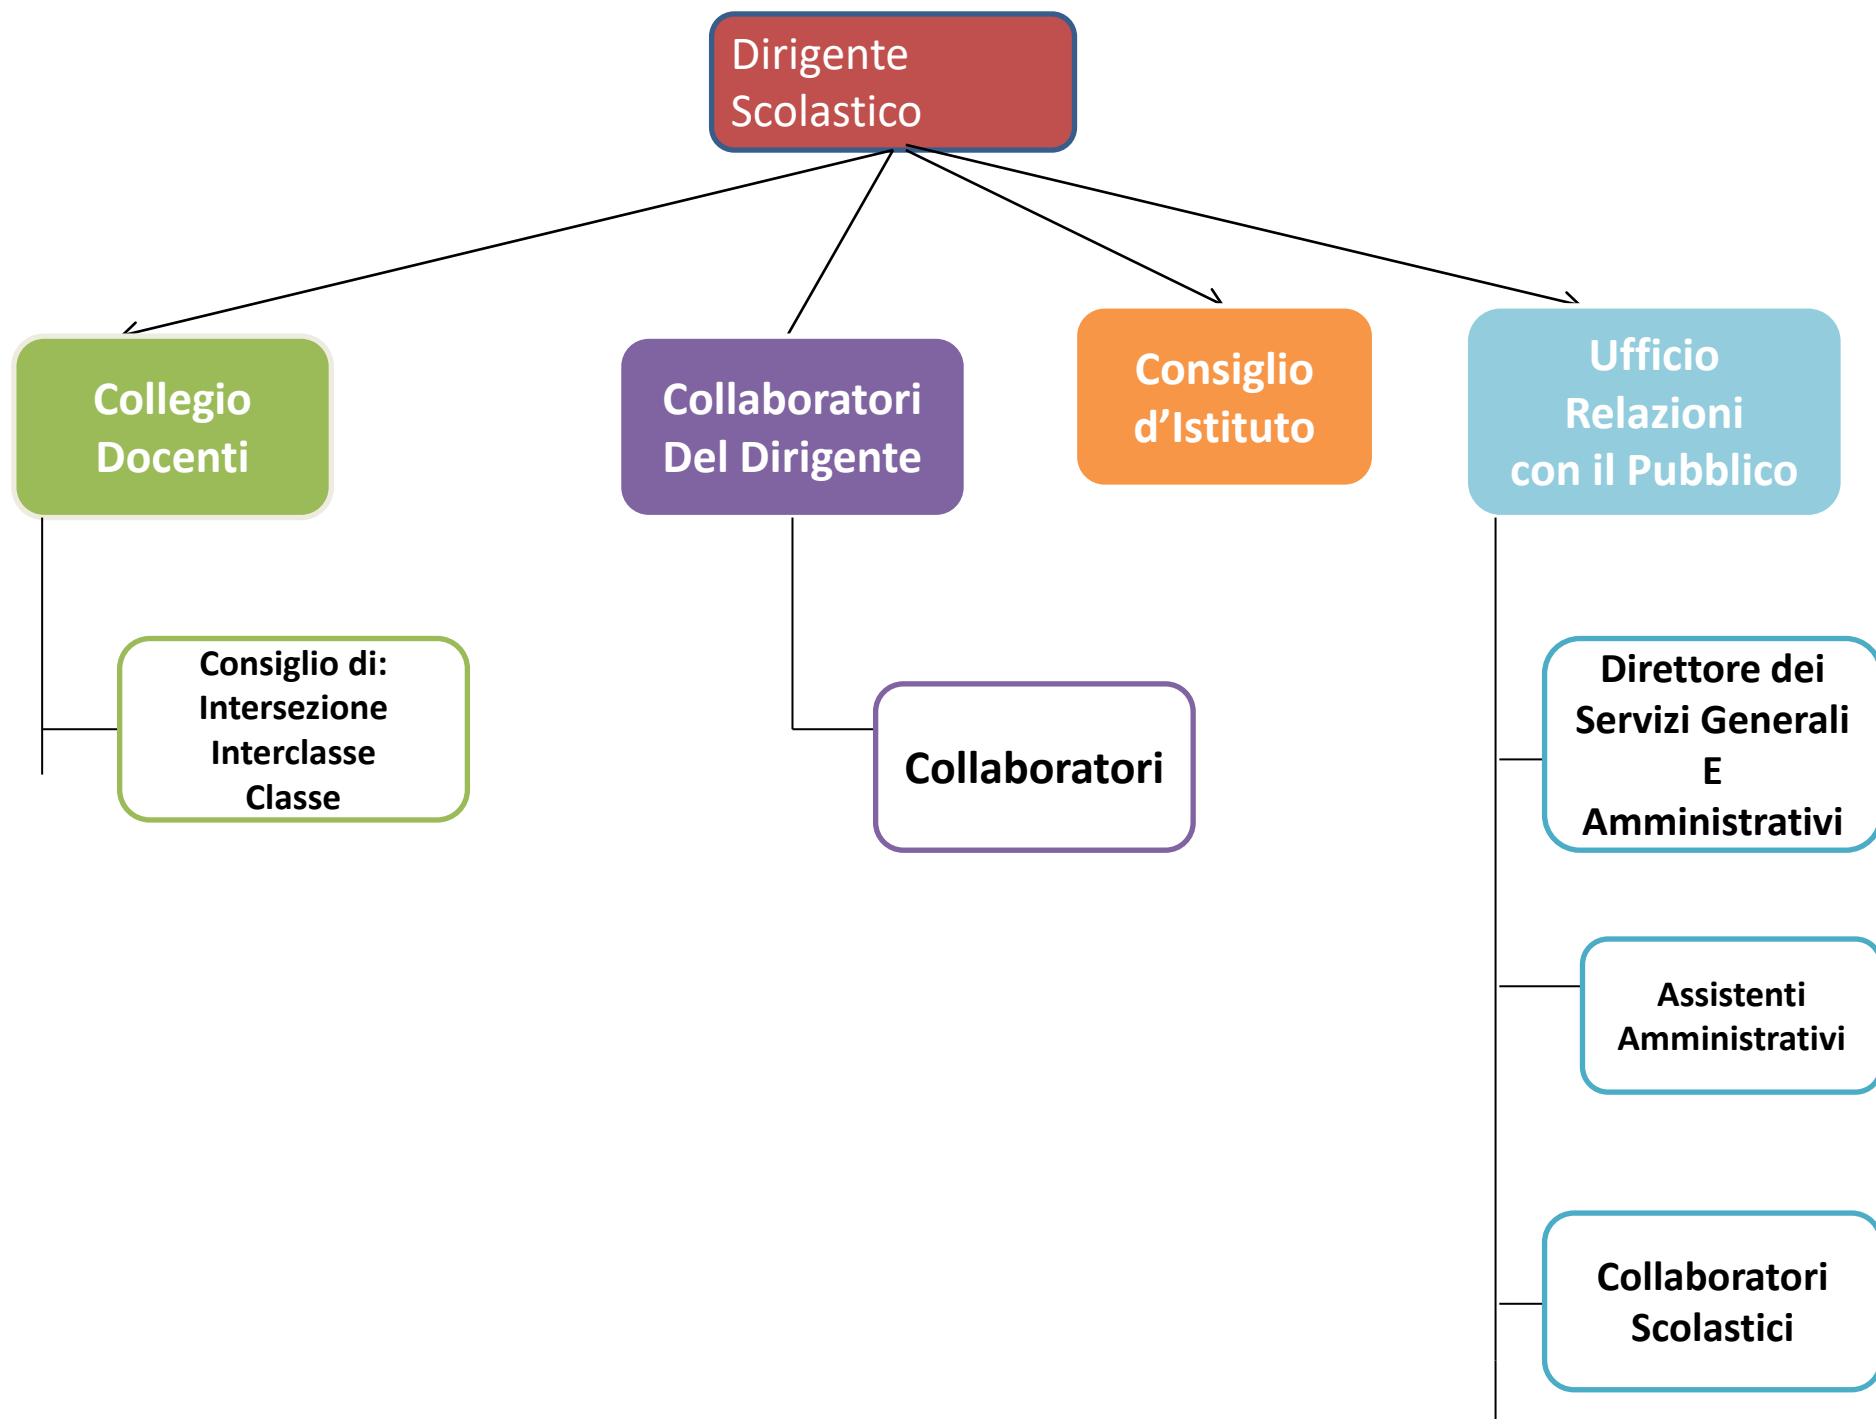 Dirigente
Scolastico
Collegio
Docenti
Collaboratori
Del Dirigente
Consiglio
d’Istituto
Ufficio
Relazioni
con il Pubblico
Consiglio di:
Intersezione
Interclasse
Classe
Collaboratori
Direttore dei
Servizi Generali
E
Amministrativi
Assistenti
Amministrativi
Collaboratori
Scolastici